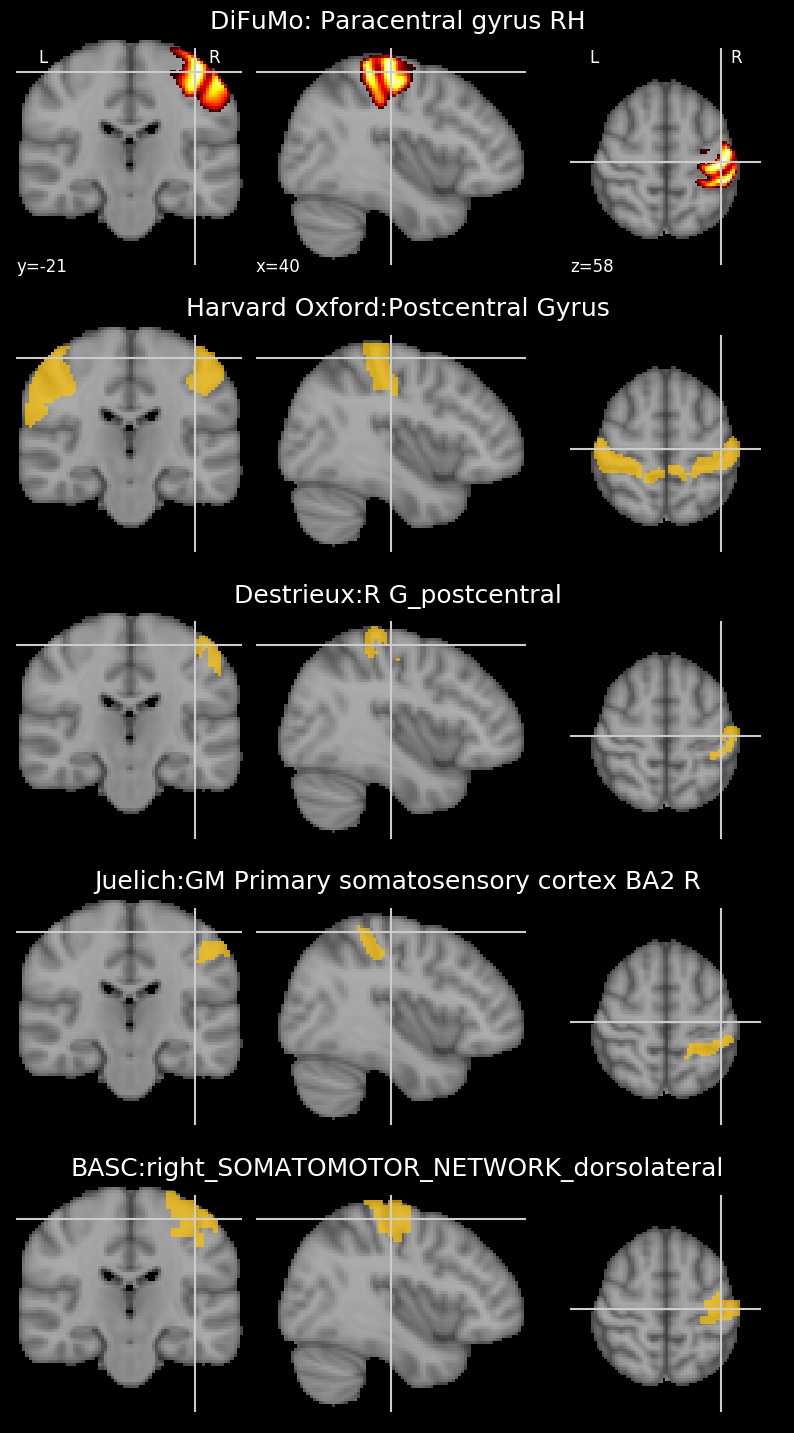 DiFuMo: Paracentral gyrus RH
L R L R
y=-21 x=40 z=58
Harvard Oxford:Postcentral Gyrus
Destrieux:R G_postcentral
Juelich:GM Primary somatosensory cortex BA2 R
BASC:right_SOMATOMOTOR_NETWORK_dorsolateral